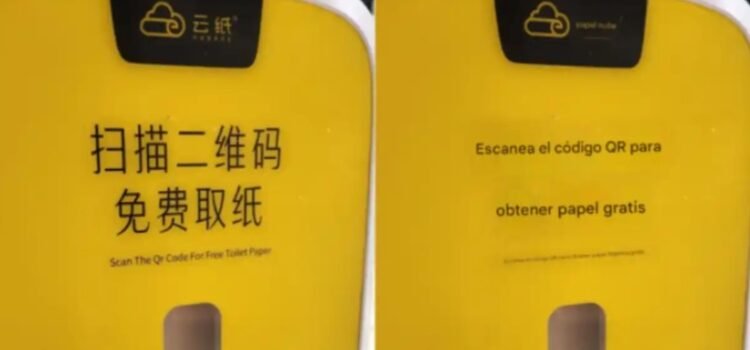 云纸
扫描二维码
免费取纸
Scan The Qr Code For Free Toilet Paper
papel nube
Escanea el código QR para
obtener papel gratis